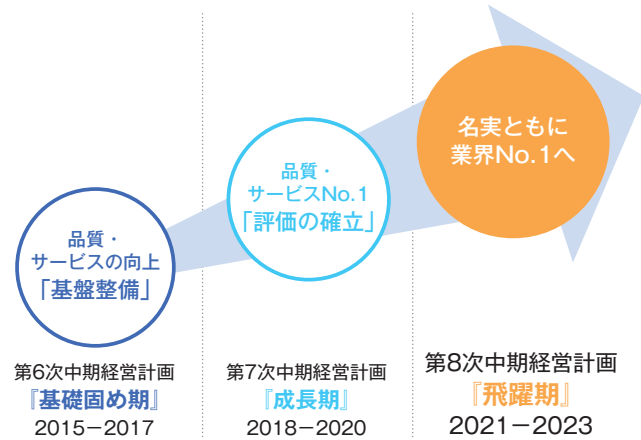 品質・
サービスの向上
「基盤整備」
第6次中期経営計画
『基礎固め期』
2015－2017
品質・
サービスNo.1
「評価の確立」
第7次中期経営計画
『成長期』
2018－2020
名実ともに
業界No.1へ
第8次中期経営計画
『飛躍期』
2021－2023